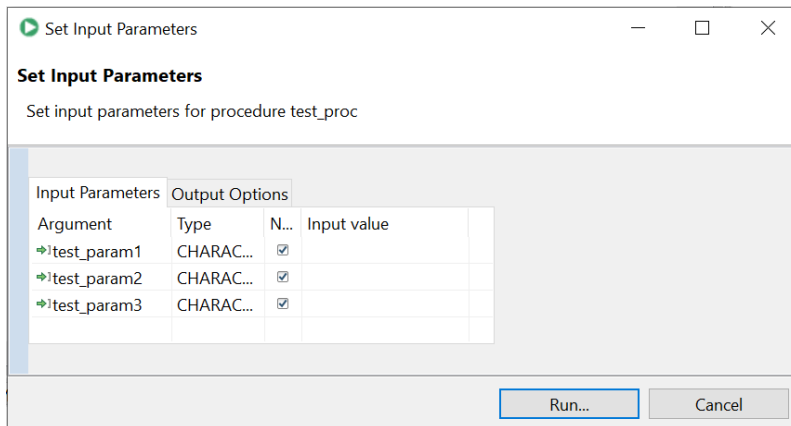 Set Input Parameters
Set Input Parameters
Set input parameters for procedure test_proc
Input Parameters Output Options
Argument Type N... Input value
test_param1 CHARAC...
test_param2 CHARAC...
test_param3 CHARAC...
Run... Cancel